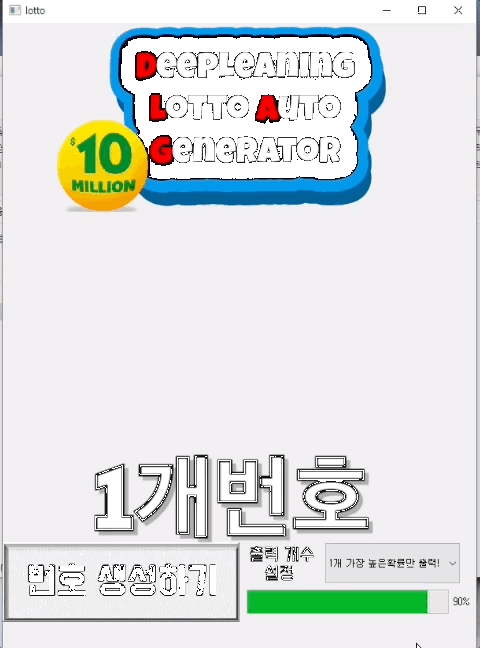 lotto
DeepLeaning
Lotto Auto
Generator
$10
MILLION
1개번호
번호 생성하기
출력 개수
설정
1개 가장 높은확률만 출력!
90%